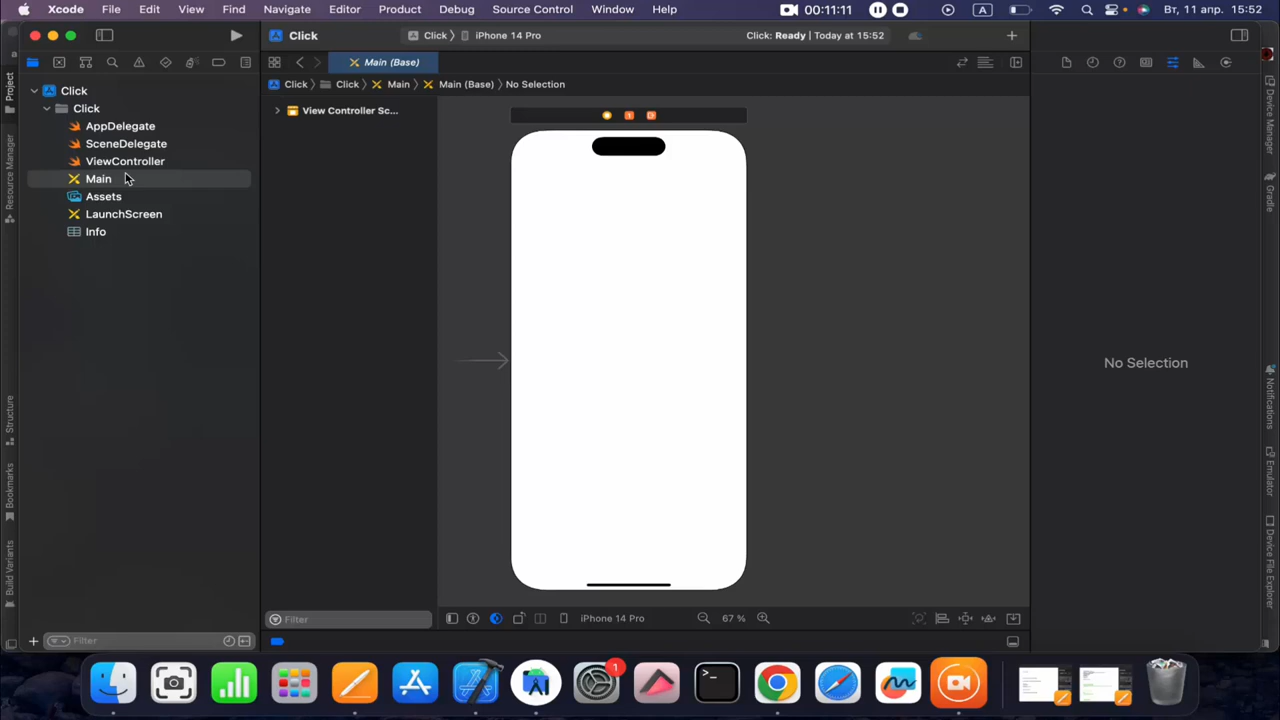 Xcode File Edit View Find Navigate Editor Product Debug Source Control Window Help 00:11:11 A Вт, 11 апр. 15:52
Click Click iPhone 14 Pro Click: Ready | Today at 15:52
Main (Base)
Click Click Main Main (Base) No Selection
Click
Click
AppDelegate
SceneDelegate
ViewController
Main
Assets
LaunchScreen
Info
View Controller Sc...
No Selection
Project
Resource Manager
Structure
Bookmarks
Build Variants
Device Manager
Gradle
Notifications
Emulator
Device File Explorer
Filter
iPhone 14 Pro 67 %
Filter
1